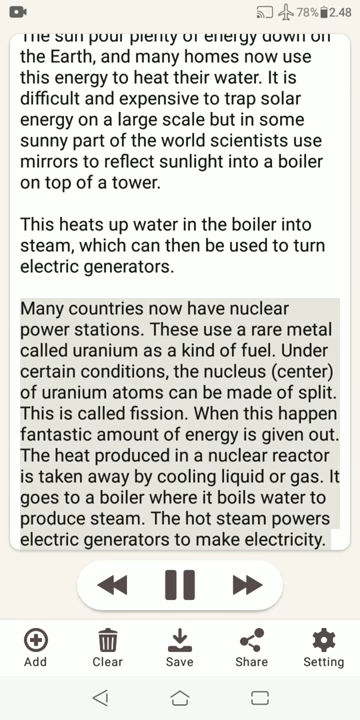 78% 2.48
The sun pour plenty of energy down on
the Earth, and many homes now use
this energy to heat their water. It is
difficult and expensive to trap solar
energy on a large scale but in some
sunny part of the world scientists use
mirrors to reflect sunlight into a boiler
on top of a tower.
This heats up water in the boiler into
steam, which can then be used to turn
electric generators.
Many countries now have nuclear
power stations. These use a rare metal
called uranium as a kind of fuel. Under
certain conditions, the nucleus (center)
of uranium atoms can be made of split.
This is called fission. When this happen
fantastic amount of energy is given out.
The heat produced in a nuclear reactor
is taken away by cooling liquid or gas. It
goes to a boiler where it boils water to
produce steam. The hot steam powers
electric generators to make electricity.
Add Clear Save Share Setting